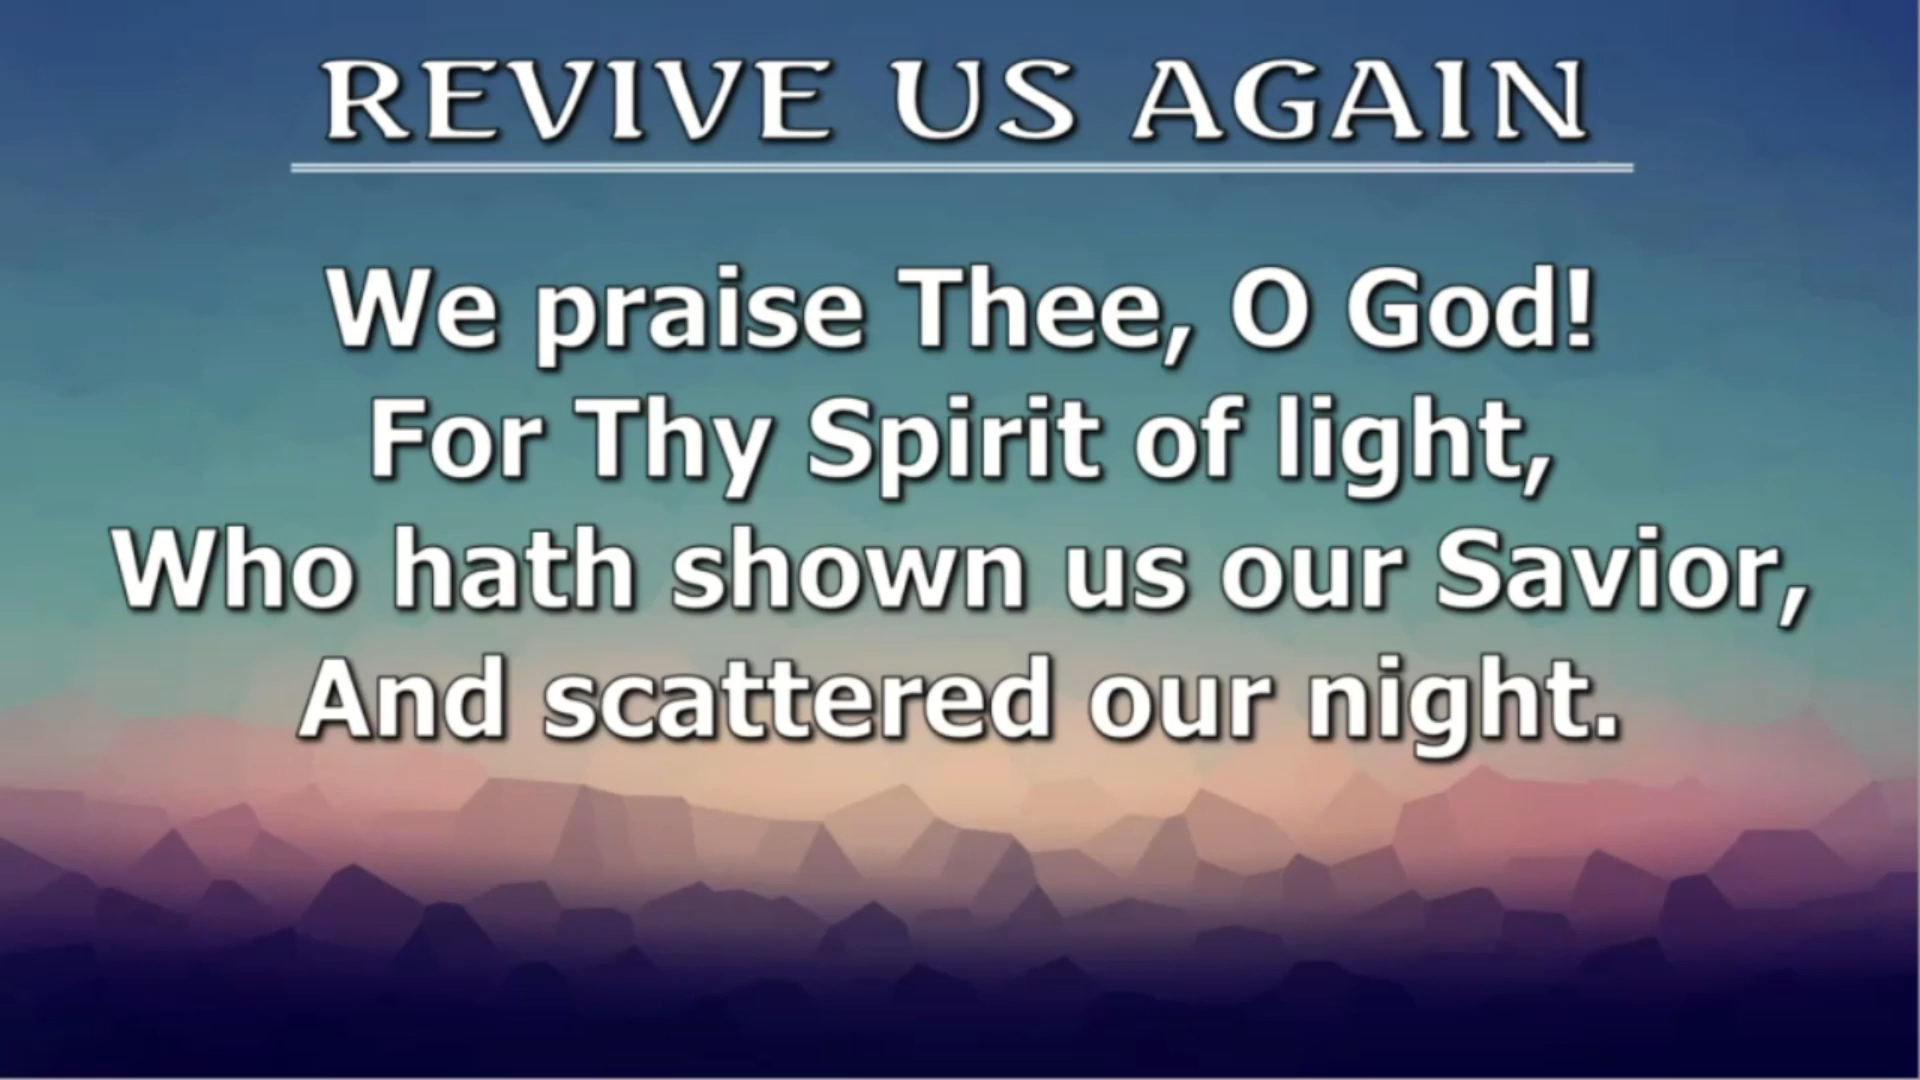 REVIVE US AGAIN
We praise Thee, O God!
For Thy Spirit of light,
Who hath shown us our Savior,
And scattered our night.